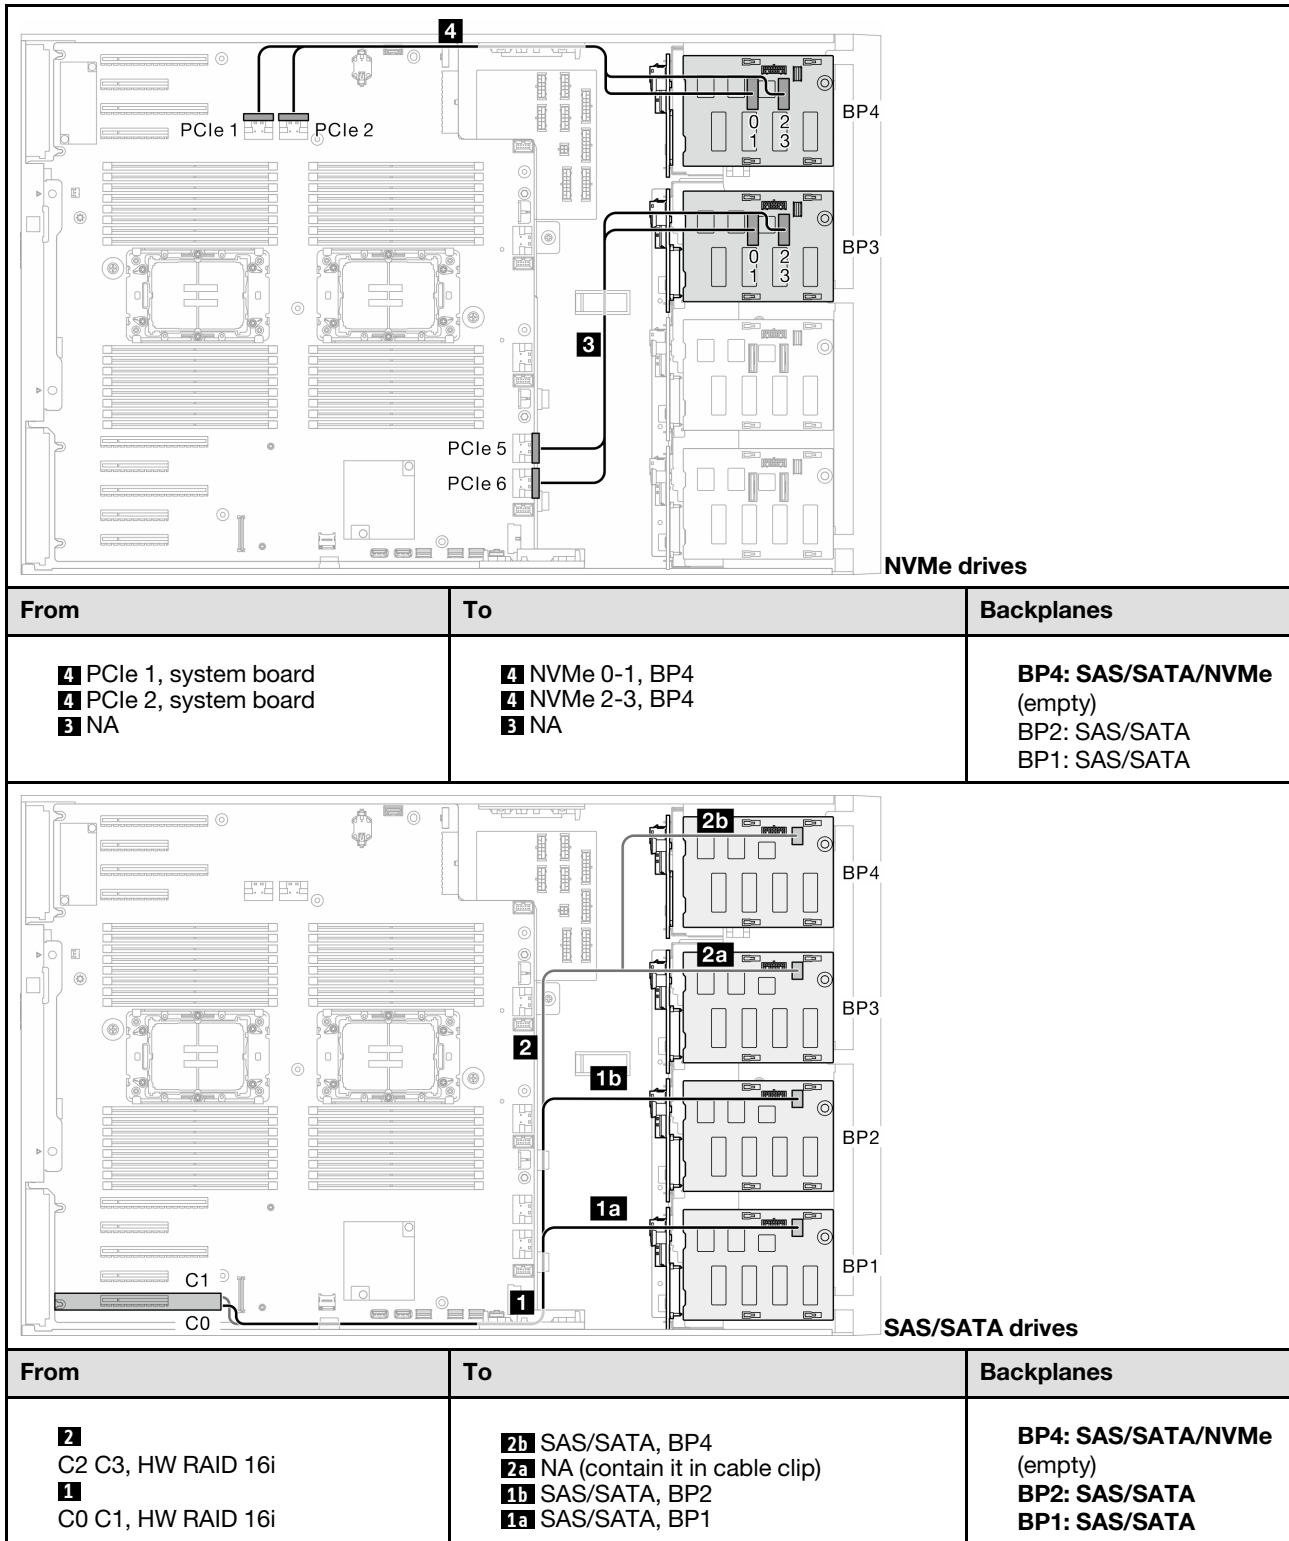 4
PCIe 1
PCIe 2
0 2
1 3
BP4
0 2
1 3
BP3
3
PCIe 5
PCIe 6
NVMe drives
From
To
Backplanes
4 PCIe 1, system board
4 PCIe 2, system board
3 NA
4 NVMe 0-1, BP4
4 NVMe 2-3, BP4
3 NA
BP4: SAS/SATA/NVMe
(empty)
BP2: SAS/SATA
BP1: SAS/SATA
2b
BP4
2a
BP3
2
1b
BP2
1a
BP1
C1
C0
1
SAS/SATA drives
From
To
Backplanes
2
C2 C3, HW RAID 16i
1
C0 C1, HW RAID 16i
2b SAS/SATA, BP4
2a NA (contain it in cable clip)
1b SAS/SATA, BP2
1a SAS/SATA, BP1
BP4: SAS/SATA/NVMe
(empty)
BP2: SAS/SATA
BP1: SAS/SATA